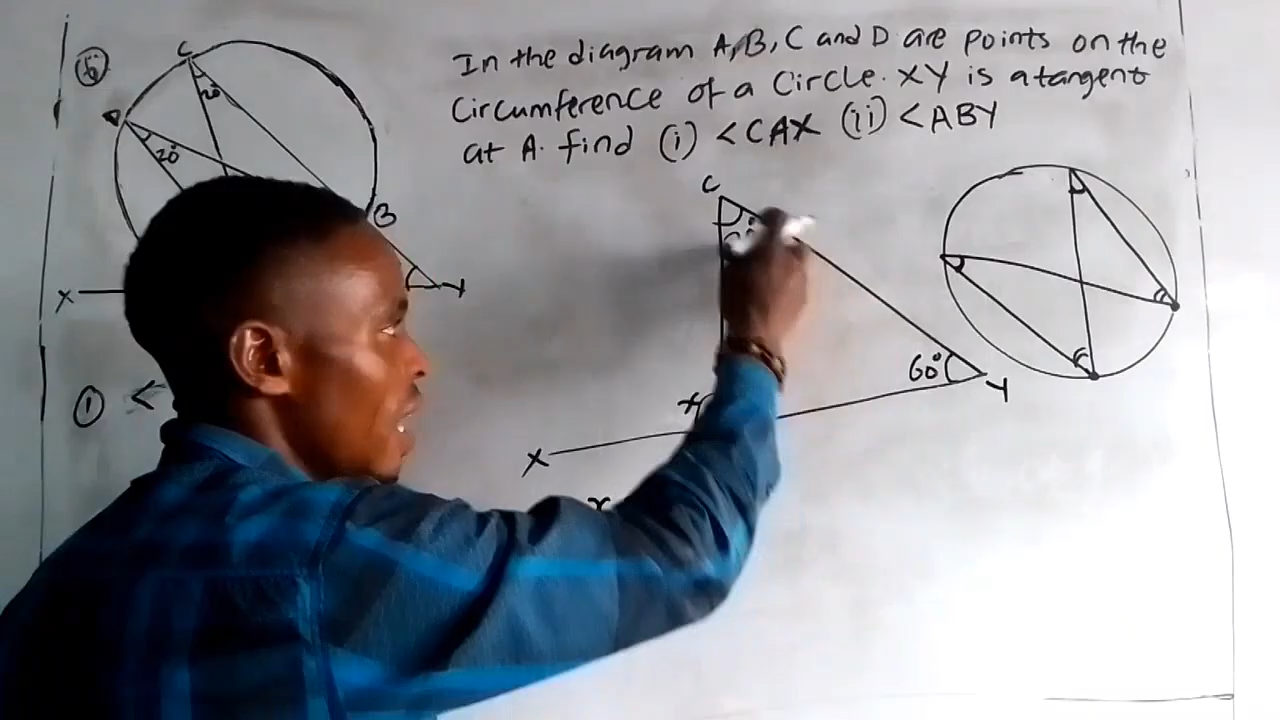 In the diagram A, B, C and D are points on the
Circumference of a Circle. XY is a tangent
at A. find (i) <CAX (ii) <ABY
C
20°
D
20°
B
X
Y
① <
C
60°
Y
x
X
x